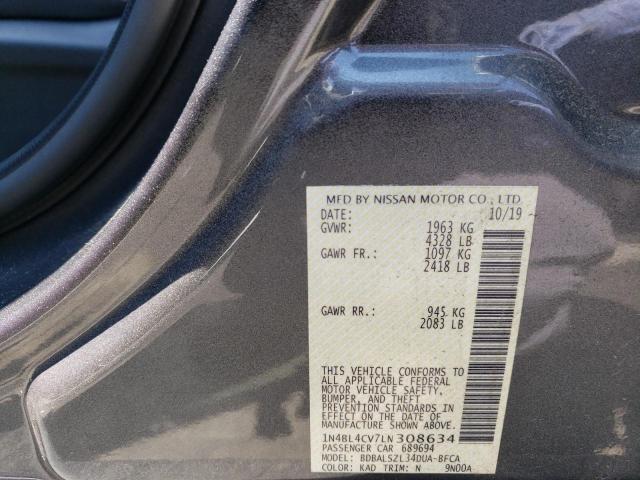 MFD BY NISSAN MOTOR CO., LTD.
DATE: 10/19
GVWR: 1963 KG
4328 LB
GAWR FR.: 1097 KG
2418 LB
GAWR RR.: 945 KG
2083 LB
THIS VEHICLE CONFORMS TO
ALL APPLICABLE FEDERAL
MOTOR VEHICLE SAFETY,
BUMPER, AND THEFT
PREVENTION STANDARDS IN
EFFECT ON THE DATE OF
MANUFACTURE SHOWN ABOVE.
1N4BL4CV7LN308634
PASSENGER CAR 689694
MODEL: BDBALSZL34DUA-BFCA
COLOR: KAD TRIM: N 9N00A